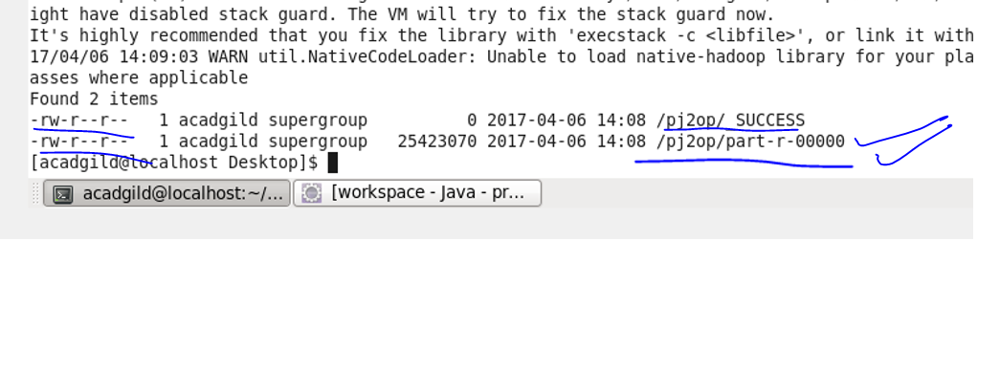 ight have disabled stack guard. The VM will try to fix the stack guard now.
It's highly recommended that you fix the library with 'execstack -c <libfile>', or link it with
17/04/06 14:09:03 WARN util.NativeCodeLoader: Unable to load native-hadoop library for your pla
asses where applicable
Found 2 items
-rw-r--r--   1 acadgild supergroup          0 2017-04-06 14:08 /pj2op/_SUCCESS
-rw-r--r--   1 acadgild supergroup   25423070 2017-04-06 14:08 /pj2op/part-r-00000
[acadgild@localhost Desktop]$
acadgild@localhost:~/... [workspace - Java - pr...